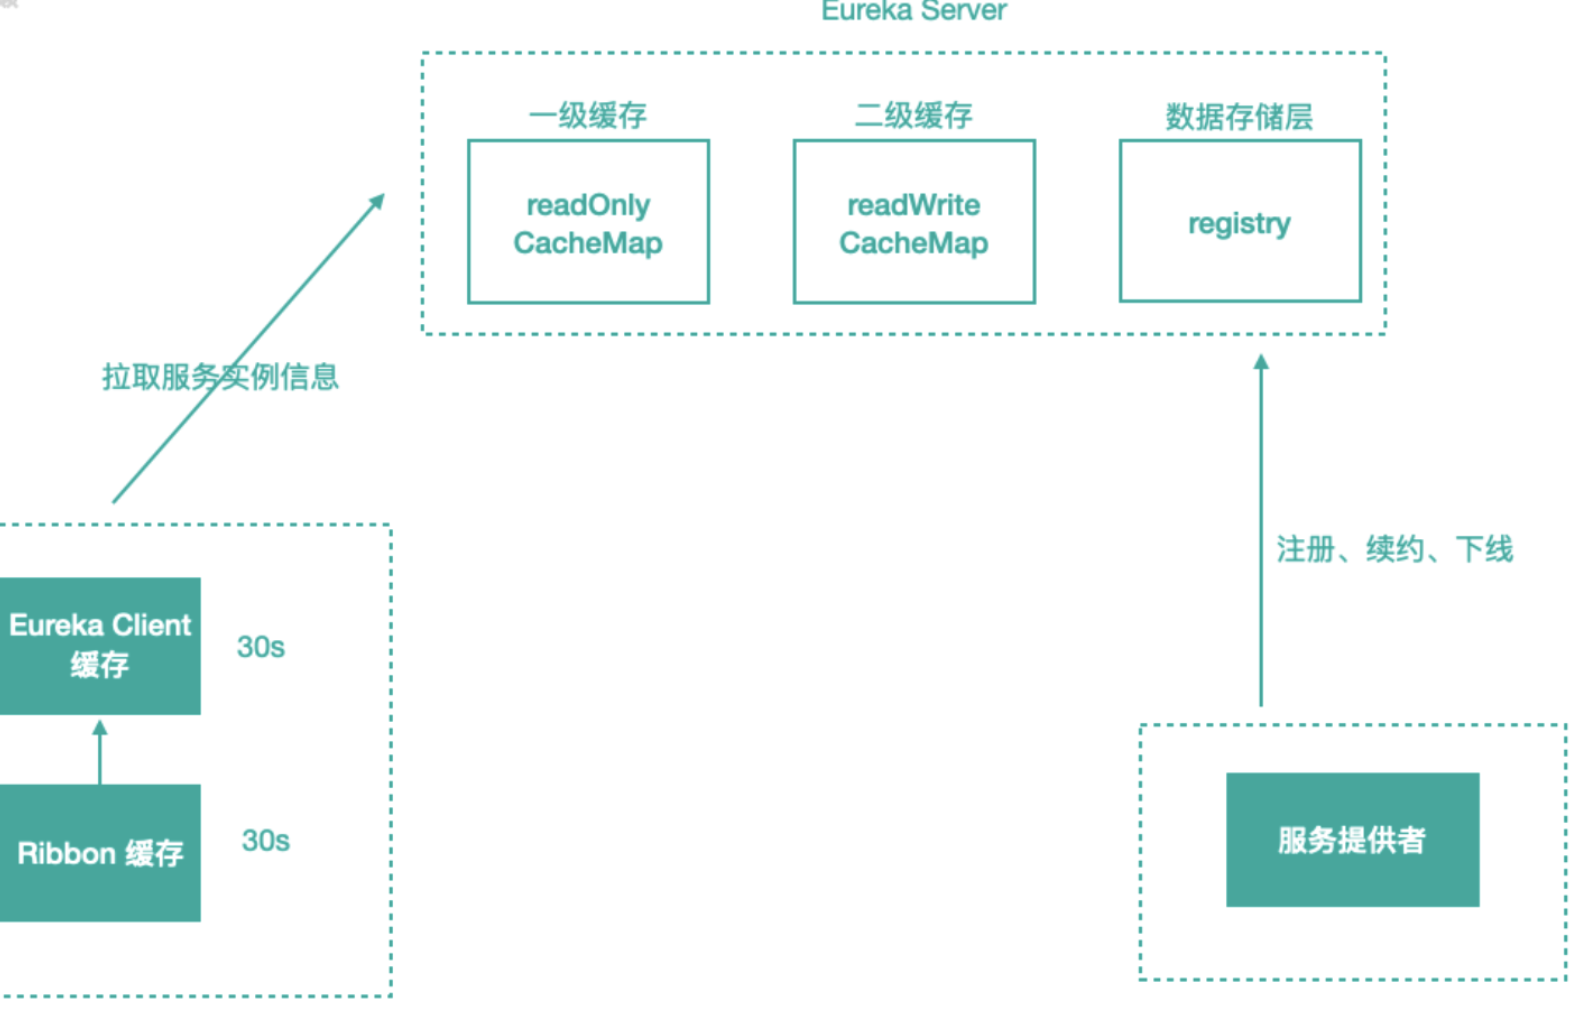 Eureka Server
一级缓存
二级缓存
数据存储层
readOnly
CacheMap
readWrite
CacheMap
registry
拉取服务实例信息
注册、续约、下线
Eureka Client
缓存
30s
Ribbon 缓存
30s
服务提供者